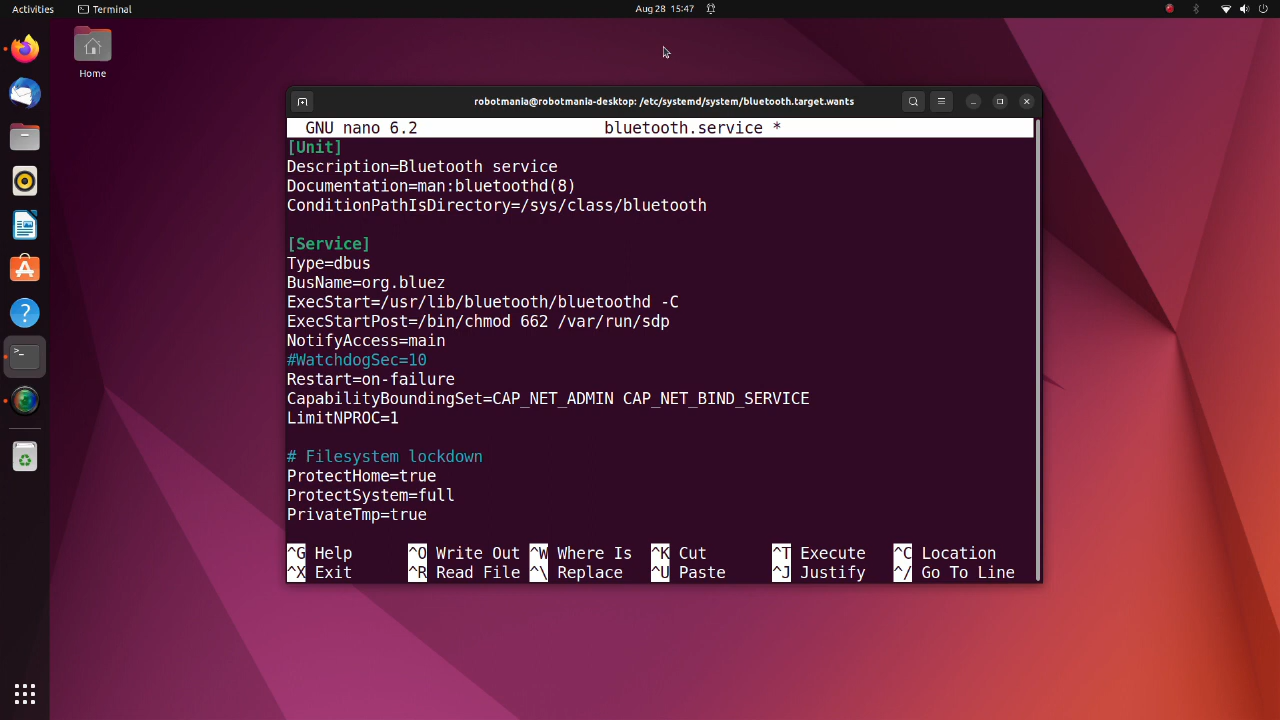 Activities Terminal Aug 28 15:47
Home
robotmania@robotmania-desktop: /etc/systemd/system/bluetooth.target.wants
GNU nano 6.2 bluetooth.service *
[Unit]
Description=Bluetooth service
Documentation=man:bluetoothd(8)
ConditionPathIsDirectory=/sys/class/bluetooth
[Service]
Type=dbus
BusName=org.bluez
ExecStart=/usr/lib/bluetooth/bluetoothd -C
ExecStartPost=/bin/chmod 662 /var/run/sdp
NotifyAccess=main
#WatchdogSec=10
Restart=on-failure
CapabilityBoundingSet=CAP_NET_ADMIN CAP_NET_BIND_SERVICE
LimitNPROC=1
# Filesystem lockdown
ProtectHome=true
ProtectSystem=full
PrivateTmp=true
^G Help ^O Write Out ^W Where Is ^K Cut ^T Execute ^C Location
^X Exit ^R Read File ^\ Replace ^U Paste ^J Justify ^/ Go To Line